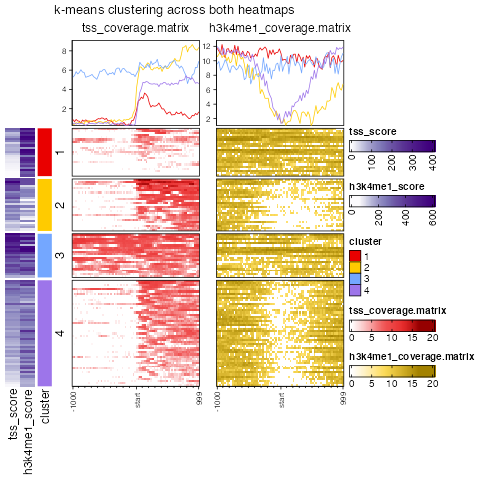 k-means clustering across both heatmaps
tss_coverage.matrix
h3k4me1_coverage.matrix
8
6
4
2
12
10
8
6
4
2
1
2
3
4
tss_score
h3k4me1_score
cluster
-1000
start
999
-1000
start
999
tss_score
0 100 200 300 400
h3k4me1_score
0 200 400 600
cluster
1
2
3
4
tss_coverage.matrix
0 5 10 15 20
h3k4me1_coverage.matrix
0 5 10 15 20